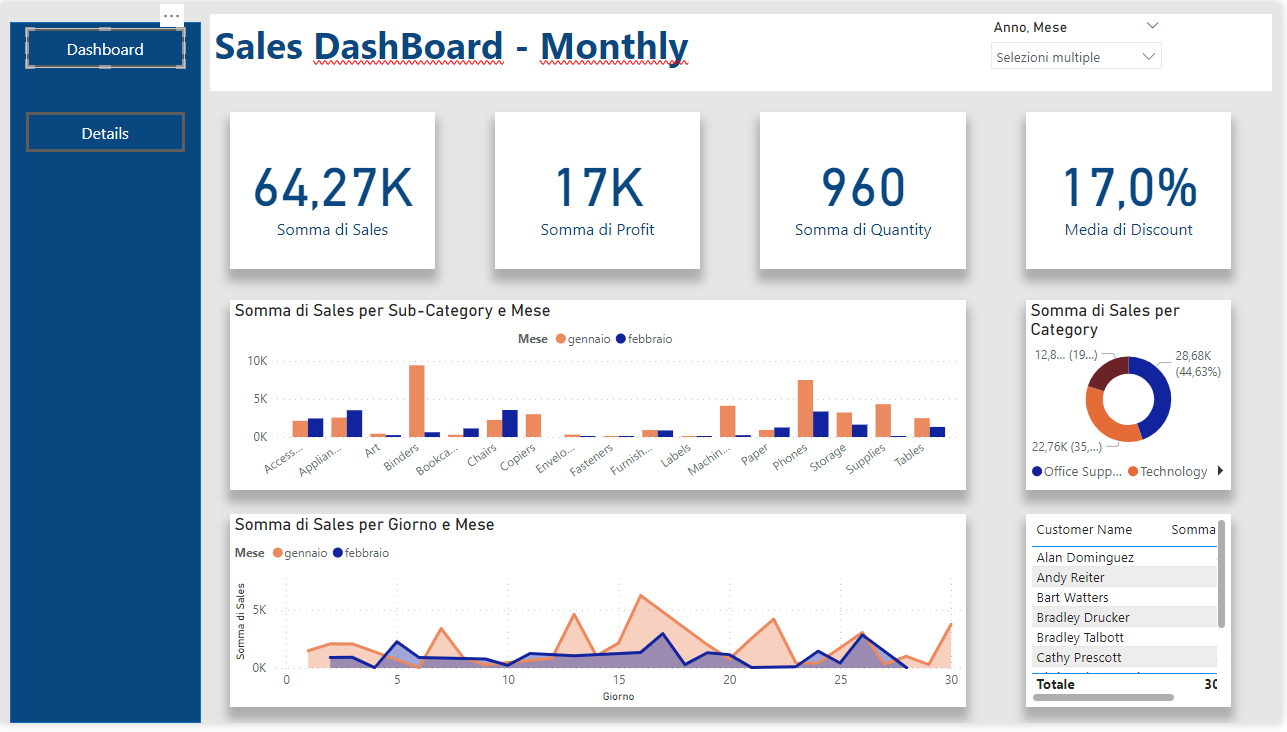 ...
Dashboard
Details
Sales DashBoard - Monthly
Anno, Mese
Selezioni multiple
64,27K
Somma di Sales
17K
Somma di Profit
960
Somma di Quantity
17,0%
Media di Discount
Somma di Sales per Sub-Category e Mese
Mese gennaio febbraio
10K
5K
0K
Access...
Applian...
Art
Binders
Bookca...
Chairs
Copiers
Envelo...
Fasteners
Furnish...
Labels
Machin...
Paper
Phones
Storage
Supplies
Tables
Somma di Sales per
Category
12,8... (19...)
28,68K
(44,63%)
22,76K (35,...)
Office Supp... Technology
Somma di Sales per Giorno e Mese
Mese gennaio febbraio
Somma di Sales
5K
0K
0 5 10 15 20 25 30
Giorno
Customer Name Somma
Alan Dominguez
Andy Reiter
Bart Watters
Bradley Drucker
Bradley Talbott
Cathy Prescott
Totale 30